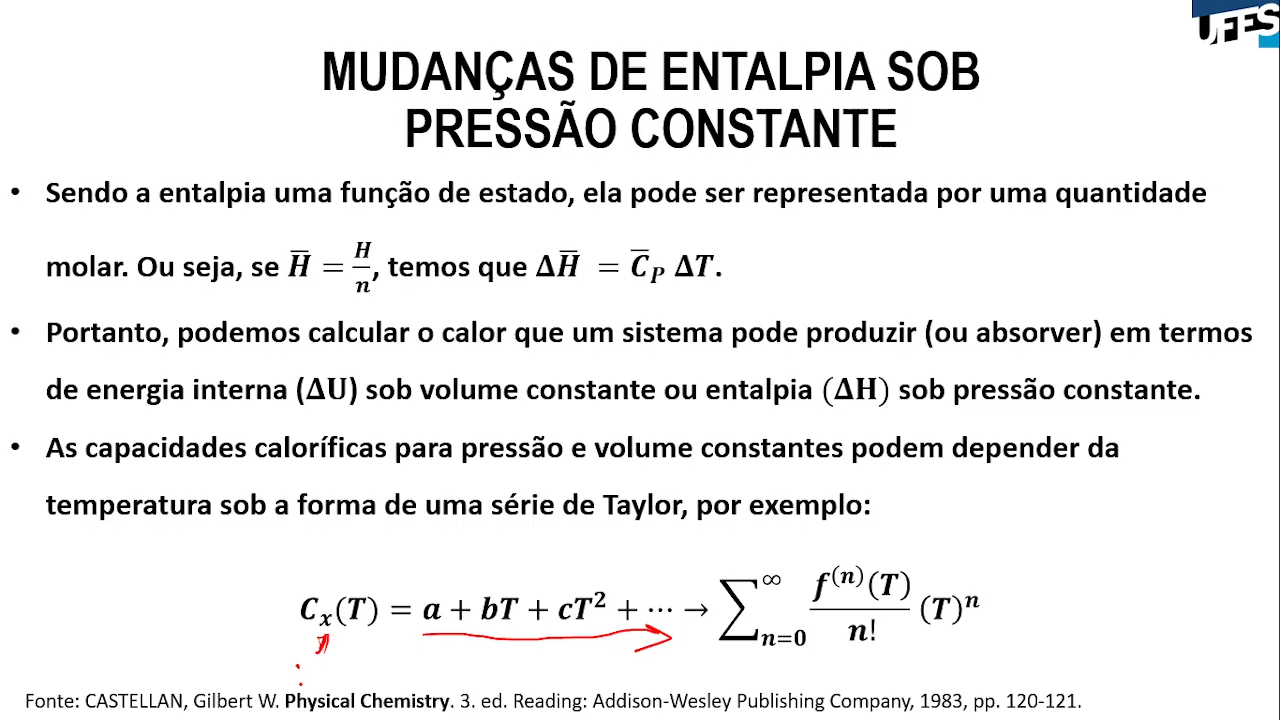 UFES
MUDANÇAS DE ENTALPIA SOB
PRESSÃO CONSTANTE
• Sendo a entalpia uma função de estado, ela pode ser representada por uma quantidade
molar. Ou seja, se H̅ = H/n, temos que ΔH̅ = C̅_P ΔT.
• Portanto, podemos calcular o calor que um sistema pode produzir (ou absorver) em termos
de energia interna (ΔU) sob volume constante ou entalpia (ΔH) sob pressão constante.
• As capacidades caloríficas para pressão e volume constantes podem depender da
temperatura sob a forma de uma série de Taylor, por exemplo:
C_x(T) = a + bT + cT² + ⋯ → ∑_{n=0}^{∞} f^{(n)}(T)/n! (T)^n
Fonte: CASTELLAN, Gilbert W. Physical Chemistry. 3. ed. Reading: Addison-Wesley Publishing Company, 1983, pp. 120-121.